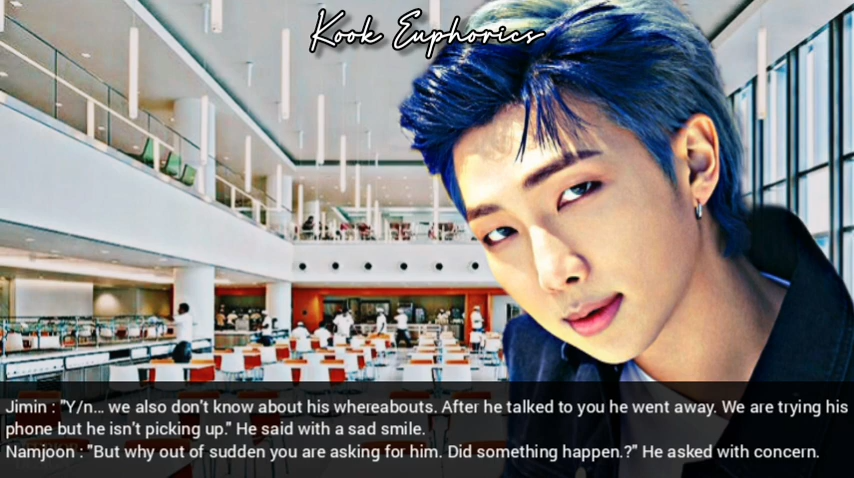 Kook Euphorics
Jimin : "Y/n... we also don't know about his whereabouts. After he talked to you he went away. We are trying his
phone but he isn't picking up." He said with a sad smile.
Namjoon : "But why out of sudden you are asking for him. Did something happen.?" He asked with concern.